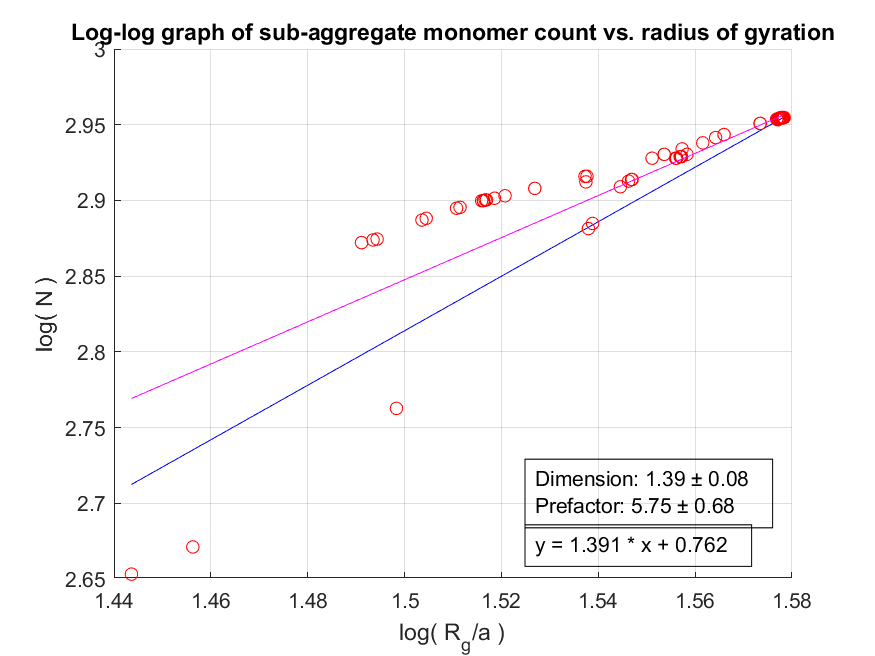 Log-log graph of sub-aggregate monomer count vs. radius of gyration
3
2.95
2.9
2.85
2.8
2.75
2.7
2.65
log( N )
Dimension: 1.39 ± 0.08
Prefactor: 5.75 ± 0.68
y = 1.391 * x + 0.762
1.44 1.46 1.48 1.5 1.52 1.54 1.56 1.58
log( R_g/a )